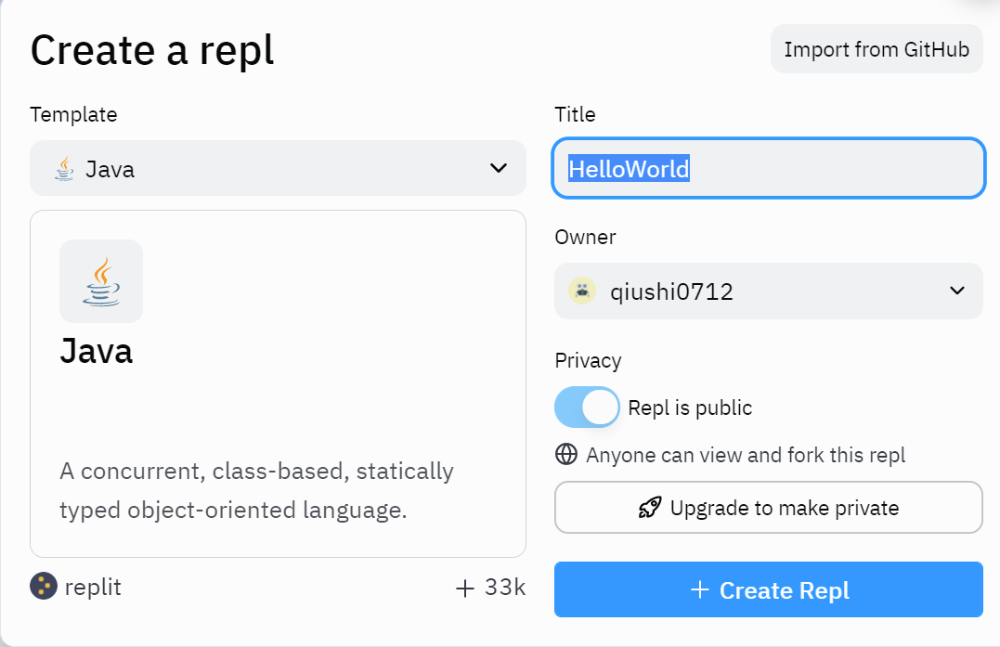 Create a repl
Import from GitHub
Template
Java
Java
A concurrent, class-based, statically
typed object-oriented language.
replit
+ 33k
Title
HelloWorld
Owner
qiushi0712
Privacy
Repl is public
Anyone can view and fork this repl
Upgrade to make private
+ Create Repl